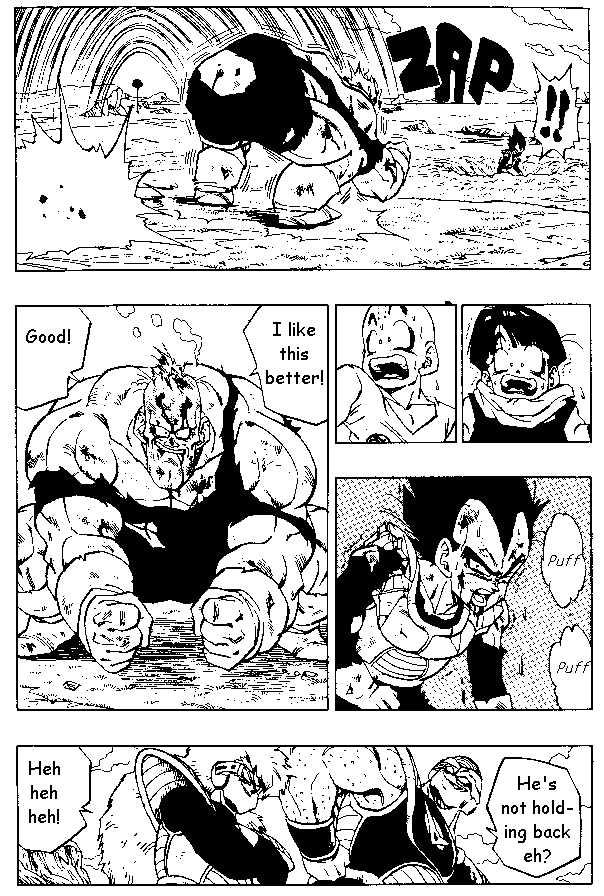 ZAP
!!
Good!
I like
this
better!
Puff
Puff
Heh
heh
heh!
He's
not hold-
ing back
eh?